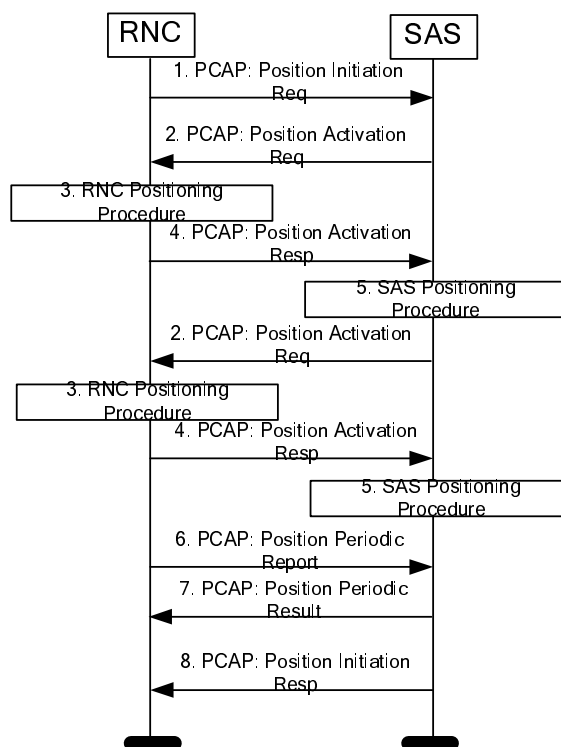 RNC
SAS
1. PCAP: Position Initiation
Req
2. PCAP: Position Activation
Req
3. RNC Positioning
Procedure
4. PCAP: Position Activation
Resp
5. SAS Positioning
Procedure
2. PCAP: Position Activation
Req
3. RNC Positioning
Procedure
4. PCAP: Position Activation
Resp
5. SAS Positioning
Procedure
6. PCAP: Position Periodic
Report
7. PCAP: Position Periodic
Result
8. PCAP: Position Initiation
Resp